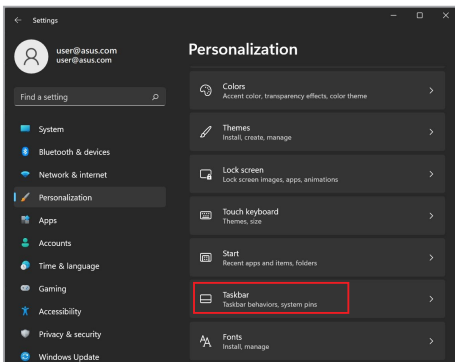 Settings
user@asus.com
user@asus.com
Find a setting
System
Bluetooth & devices
Network & internet
Personalization
Apps
Accounts
Time & language
Gaming
Accessibility
Privacy & security
Windows Update
Personalization
Colors
Accent color, transparency effects, color theme
Themes
Install, create, manage
Lock screen
Lock screen images, apps, animations
Touch keyboard
Themes, size
Start
Recent apps and items, folders
Taskbar
Taskbar behaviors, system pins
Fonts
Install, manage